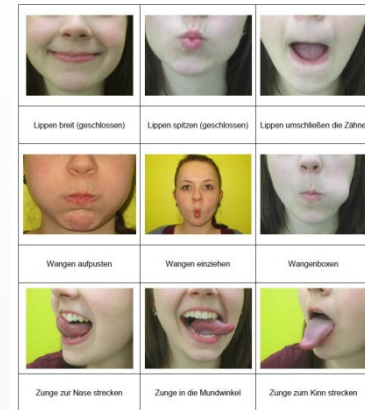 Lippen breit (geschlossen)
Lippen spitzen (geschlossen)
Lippen umschließen die Zähne
Wangen aufpusten
Wangen einziehen
Wangenboxen
Zunge zur Nase strecken
Zunge in die Mundwinkel
Zunge zum Kinn strecken